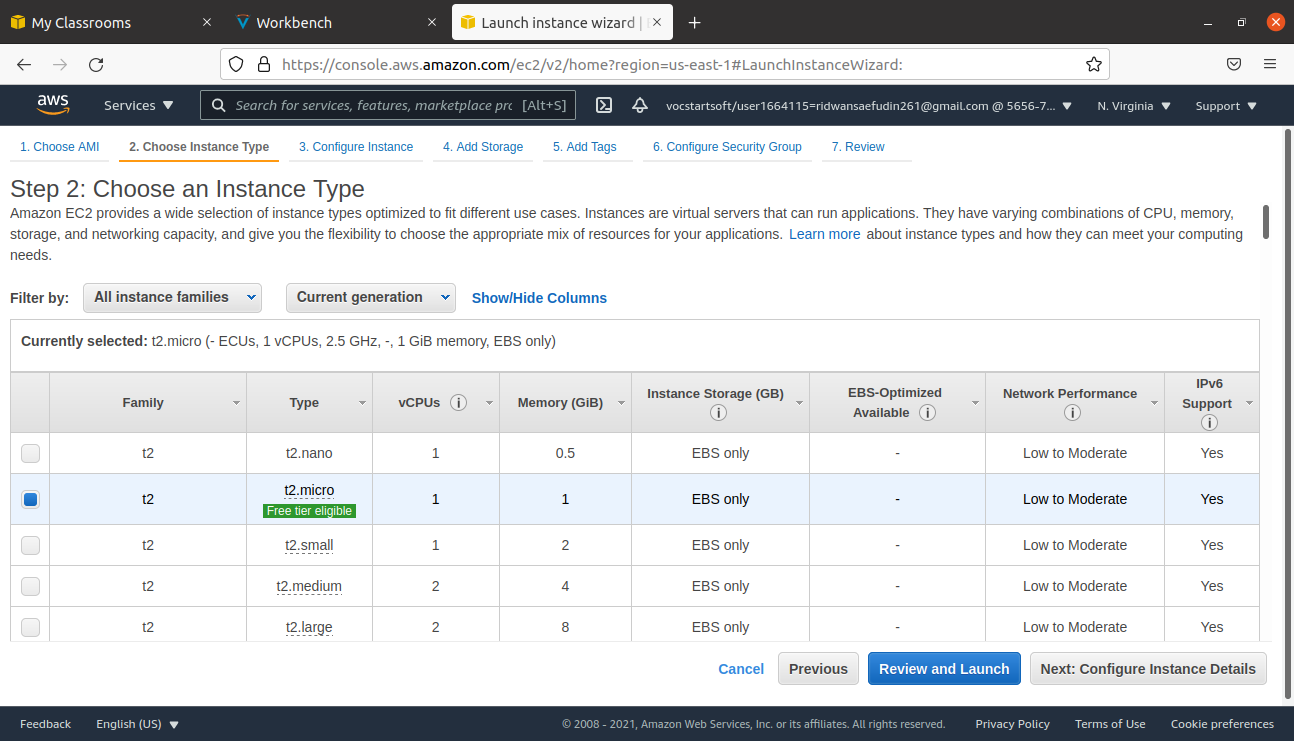 My Classrooms
Workbench
Launch instance wizard |
https://console.aws.amazon.com/ec2/v2/home?region=us-east-1#LaunchInstanceWizard:
aws
Services
Search for services, features, marketplace prc [Alt+S]
vocstartsoft/user1664115=ridwansaefudin261@gmail.com @ 5656-7...
N. Virginia
Support
1. Choose AMI
2. Choose Instance Type
3. Configure Instance
4. Add Storage
5. Add Tags
6. Configure Security Group
7. Review
Step 2: Choose an Instance Type
Amazon EC2 provides a wide selection of instance types optimized to fit different use cases. Instances are virtual servers that can run applications. They have varying combinations of CPU, memory,
storage, and networking capacity, and give you the flexibility to choose the appropriate mix of resources for your applications. Learn more about instance types and how they can meet your computing
needs.
Filter by: All instance families Current generation Show/Hide Columns
Currently selected: t2.micro (- ECUs, 1 vCPUs, 2.5 GHz, -, 1 GiB memory, EBS only)
Family
Type
vCPUs
Memory (GiB)
Instance Storage (GB)
EBS-Optimized
Available
Network Performance
IPv6
Support
t2 t2.nano 1 0.5 EBS only - Low to Moderate Yes
t2 t2.micro 1 1 EBS only - Low to Moderate Yes
Free tier eligible
t2 t2.small 1 2 EBS only - Low to Moderate Yes
t2 t2.medium 2 4 EBS only - Low to Moderate Yes
t2 t2.large 2 8 EBS only - Low to Moderate Yes
Cancel
Previous
Review and Launch
Next: Configure Instance Details
Feedback
English (US)
© 2008 - 2021, Amazon Web Services, Inc. or its affiliates. All rights reserved.
Privacy Policy
Terms of Use
Cookie preferences